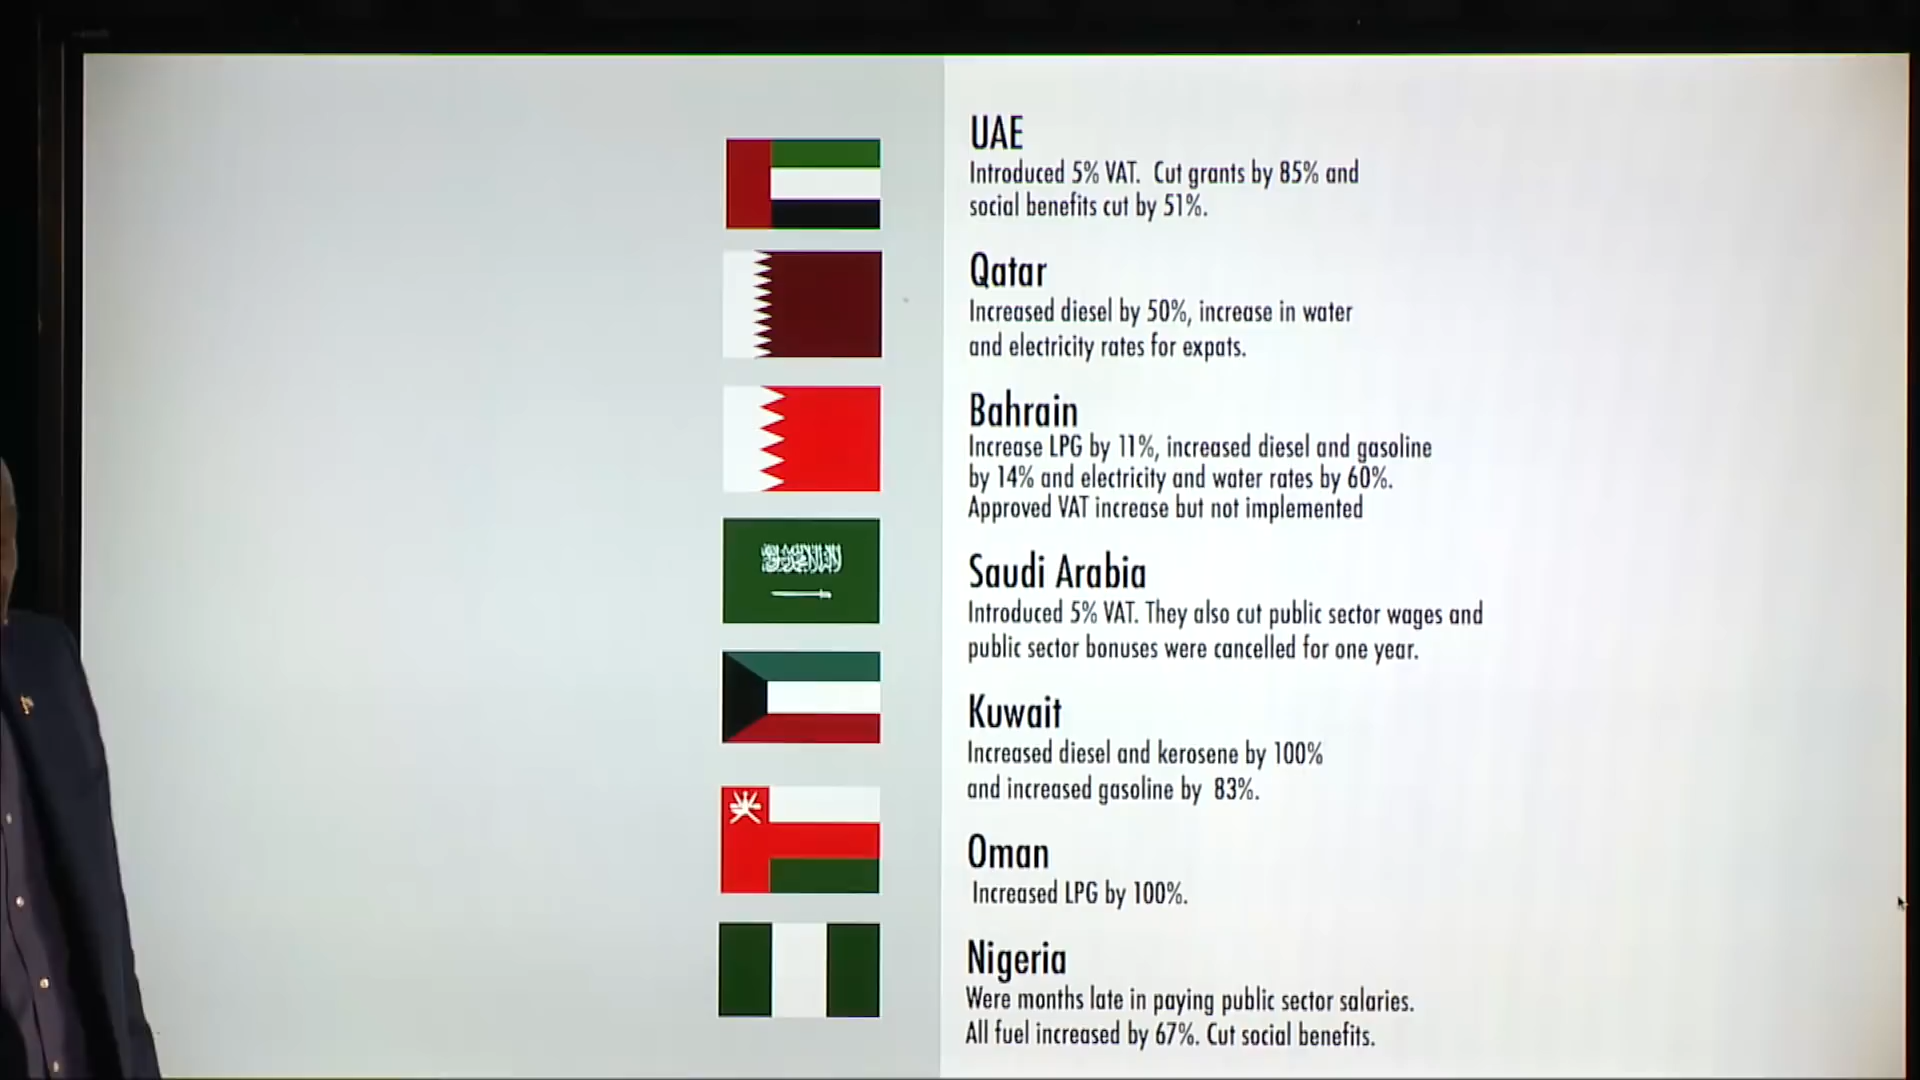 UAE
Introduced 5% VAT. Cut grants by 85% and
social benefits cut by 51%.
Qatar
Increased diesel by 50%, increase in water
and electricity rates for expats.
Bahrain
Increase LPG by 11%, increased diesel and gasoline
by 14% and electricity and water rates by 60%.
Approved VAT increase but not implemented
Saudi Arabia
Introduced 5% VAT. They also cut public sector wages and
public sector bonuses were cancelled for one year.
Kuwait
Increased diesel and kerosene by 100%
and increased gasoline by 83%.
Oman
Increased LPG by 100%.
Nigeria
Were months late in paying public sector salaries.
All fuel increased by 67%. Cut social benefits.